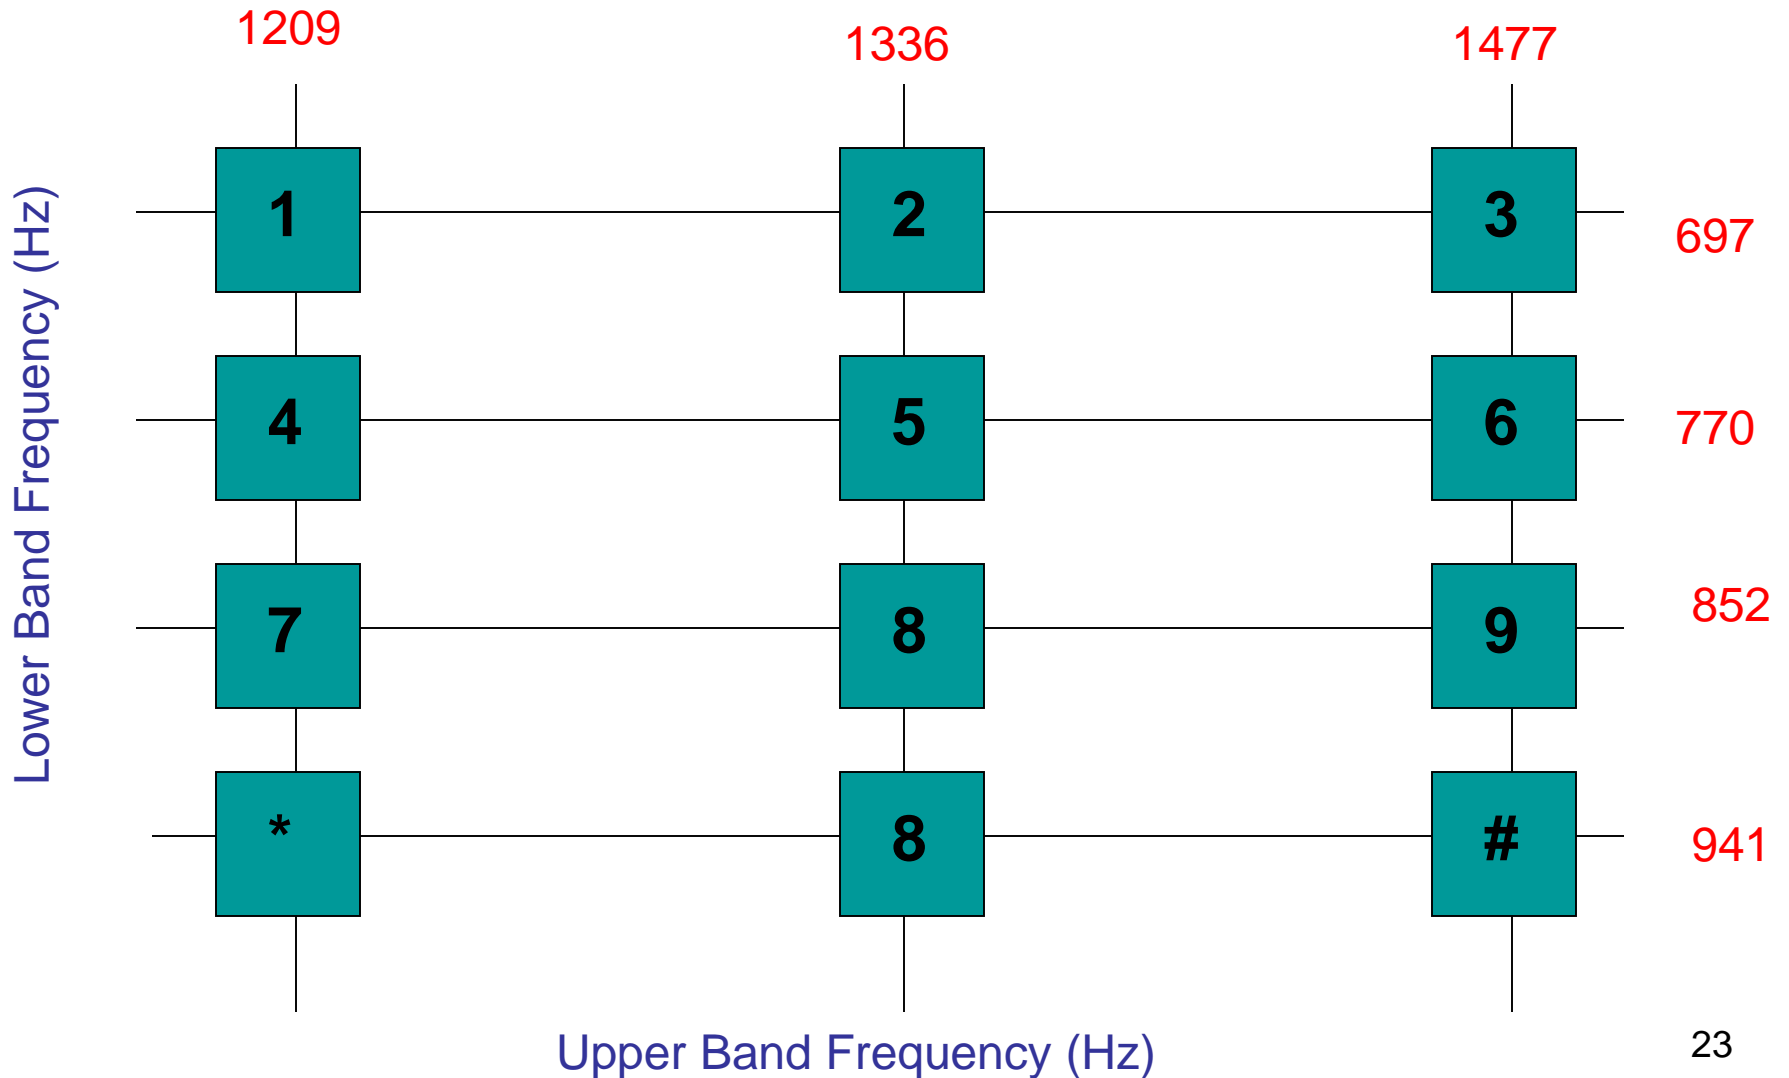 1209 1336 1477
Lower Band Frequency (Hz)
1 2 3 697
4 5 6 770
7 8 9 852
* 8 # 941
Upper Band Frequency (Hz)
23